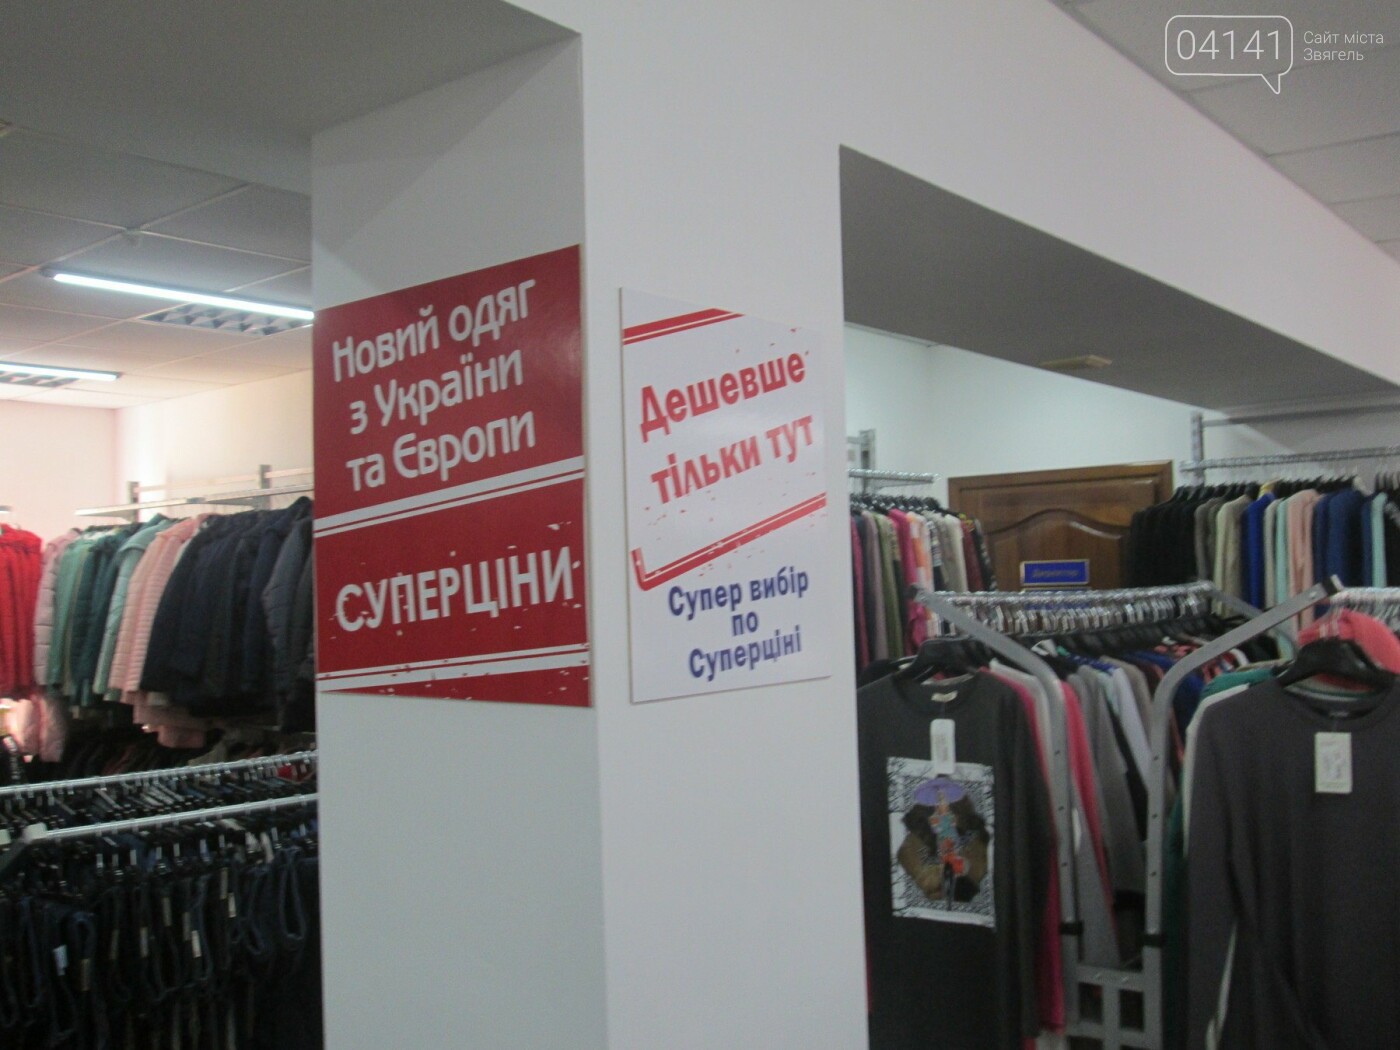 04141
Сайт міста
Звягель
Новий одяг
з України
та Європи
СУПЕРЦІНИ
Дешевше
тільки тут
Супер вибір
по
Суперціні